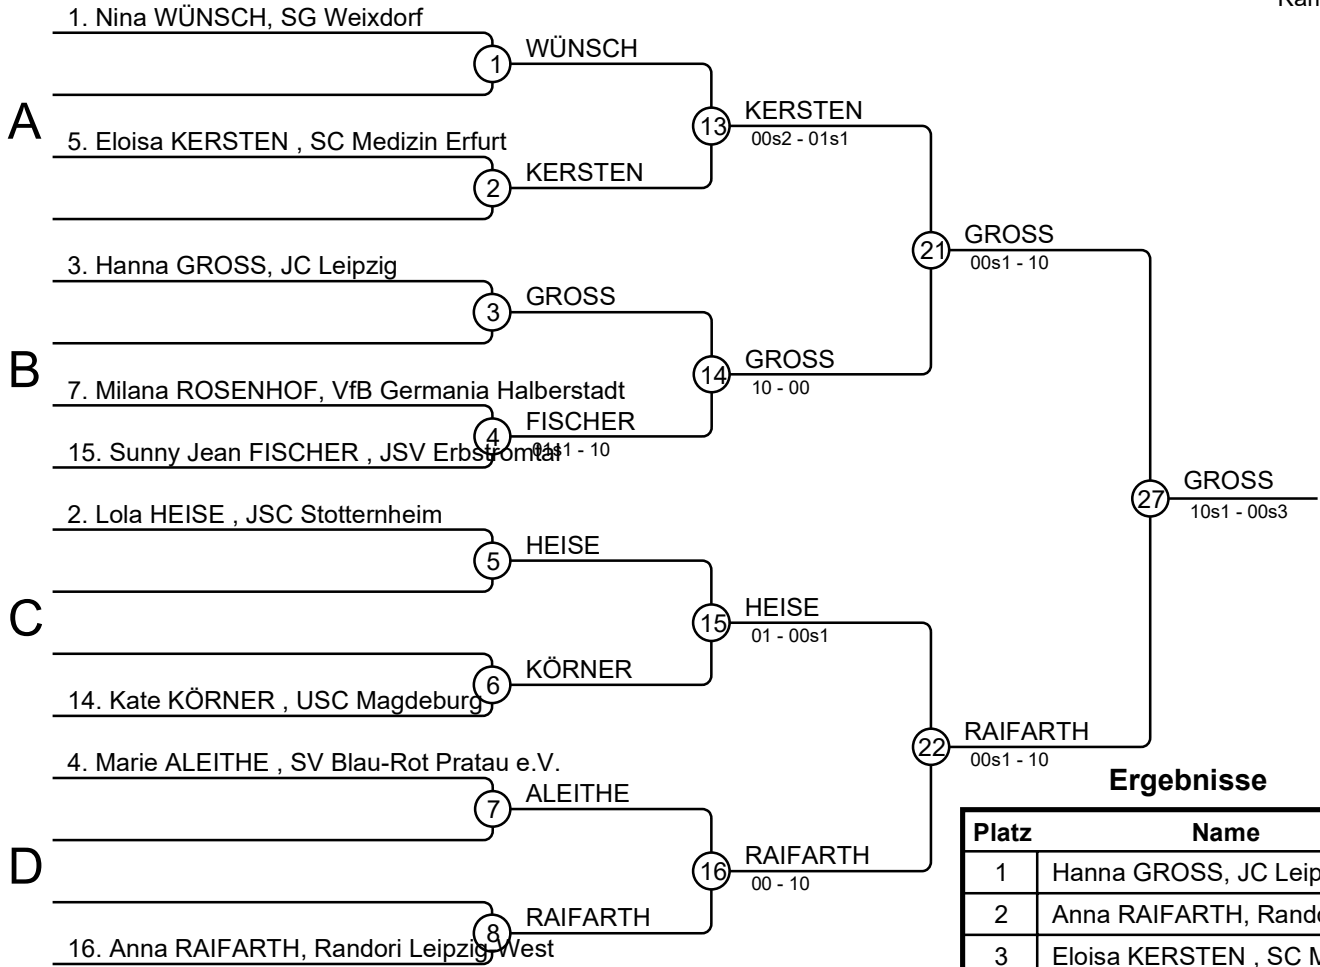 1. Nina WÜNSCH, SG Weixdorf
1
WÜNSCH
A
13
KERSTEN
00s2 - 01s1
5. Eloisa KERSTEN , SC Medizin Erfurt
2
KERSTEN
21
GROSS
00s1 - 10
3. Hanna GROSS, JC Leipzig
3
GROSS
B
14
GROSS
10 - 00
7. Milana ROSENHOF, VfB Germania Halberstadt
4
FISCHER
01s1 - 10
15. Sunny Jean FISCHER , JSV Erbstromtal
27
GROSS
10s1 - 00s3
2. Lola HEISE , JSC Stotternheim
5
HEISE
C
15
HEISE
01 - 00s1
6
KÖRNER
14. Kate KÖRNER , USC Magdeburg
22
RAIFARTH
00s1 - 10
4. Marie ALEITHE , SV Blau-Rot Pratau e.V.
7
ALEITHE
D
16
RAIFARTH
00 - 10
8
RAIFARTH
16. Anna RAIFARTH, Randori Leipzig-West
Ergebnisse
Platz Name
1 Hanna GROSS, JC Leip
2 Anna RAIFARTH, Rand
3 Eloisa KERSTEN , SC M